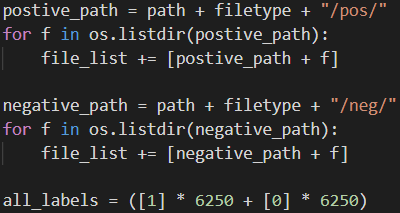 postive_path = path + filetype + "/pos/"
for f in os.listdir(postive_path):
    file_list += [postive_path + f]

negative_path = path + filetype + "/neg/"
for f in os.listdir(negative_path):
    file_list += [negative_path + f]

all_labels = ([1] * 6250 + [0] * 6250)